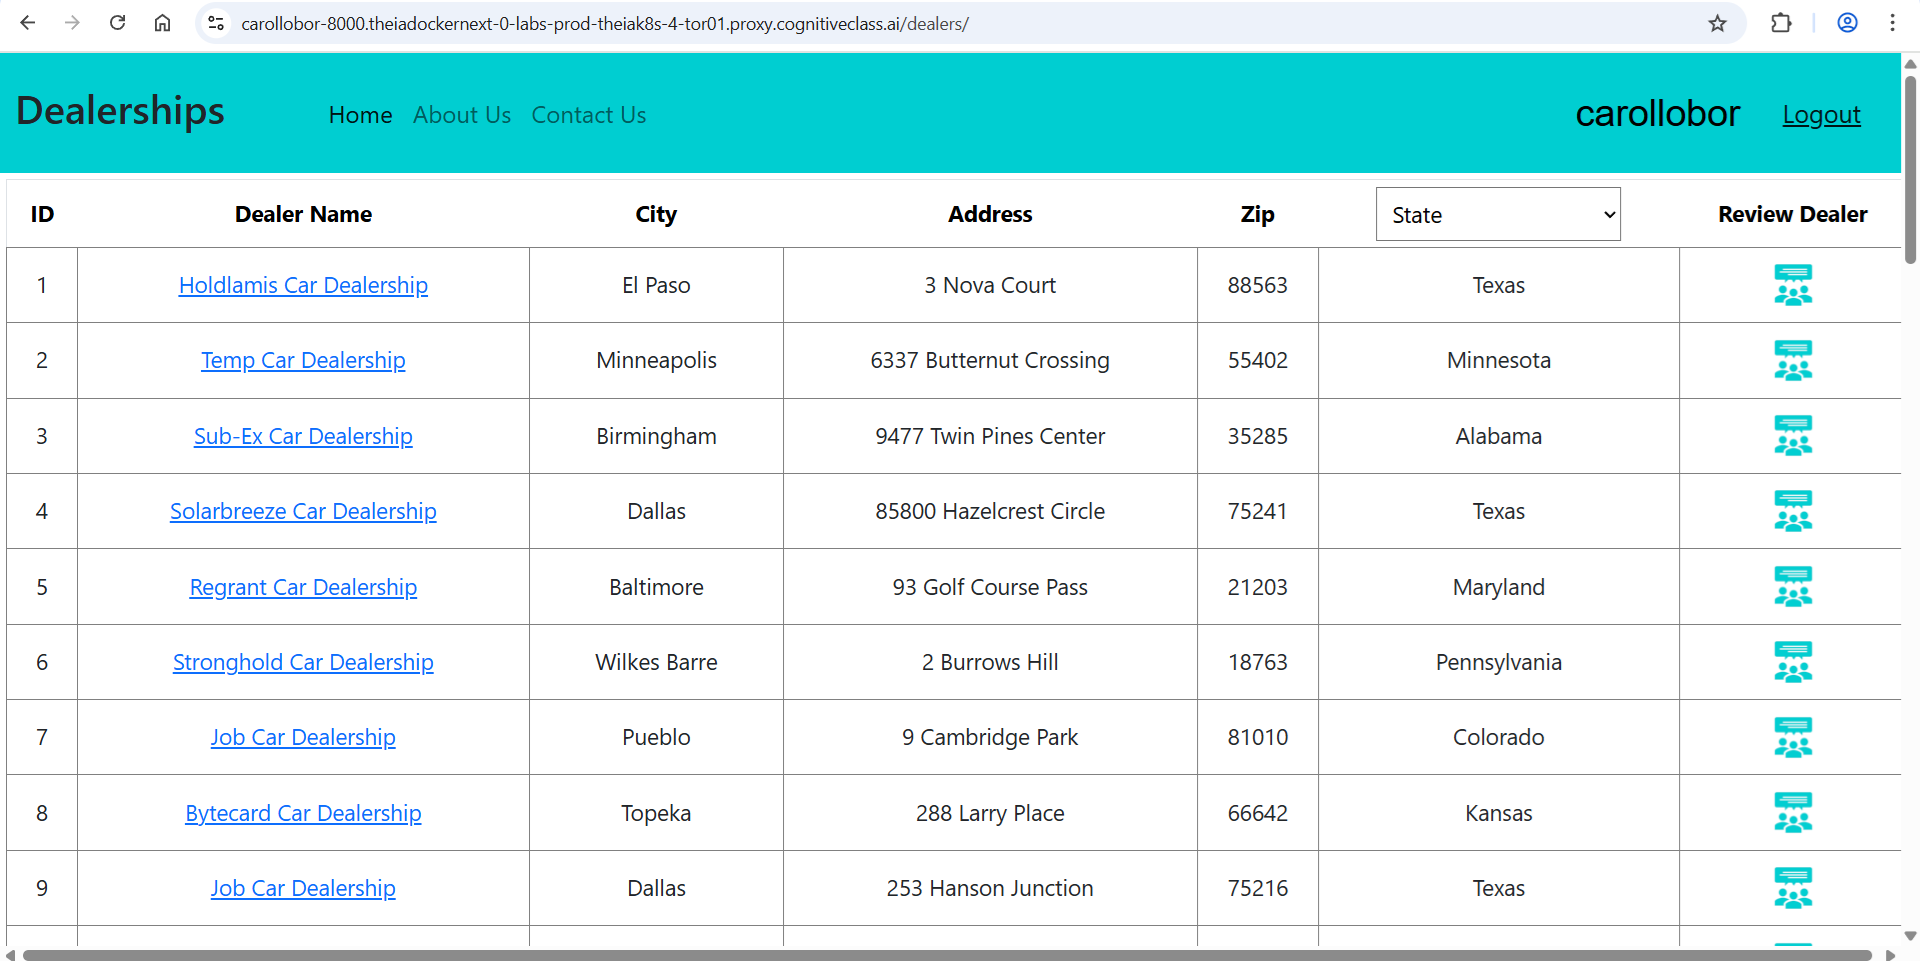 carollobor-8000.theiadockernext-0-labs-prod-theiak8s-4-tor01.proxy.cognitiveclass.ai/dealers/
Dealerships Home About Us Contact Us carollobor Logout
ID Dealer Name City Address Zip State Review Dealer
1 Holdlamis Car Dealership El Paso 3 Nova Court 88563 Texas
2 Temp Car Dealership Minneapolis 6337 Butternut Crossing 55402 Minnesota
3 Sub-Ex Car Dealership Birmingham 9477 Twin Pines Center 35285 Alabama
4 Solarbreeze Car Dealership Dallas 85800 Hazelcrest Circle 75241 Texas
5 Regrant Car Dealership Baltimore 93 Golf Course Pass 21203 Maryland
6 Stronghold Car Dealership Wilkes Barre 2 Burrows Hill 18763 Pennsylvania
7 Job Car Dealership Pueblo 9 Cambridge Park 81010 Colorado
8 Bytecard Car Dealership Topeka 288 Larry Place 66642 Kansas
9 Job Car Dealership Dallas 253 Hanson Junction 75216 Texas